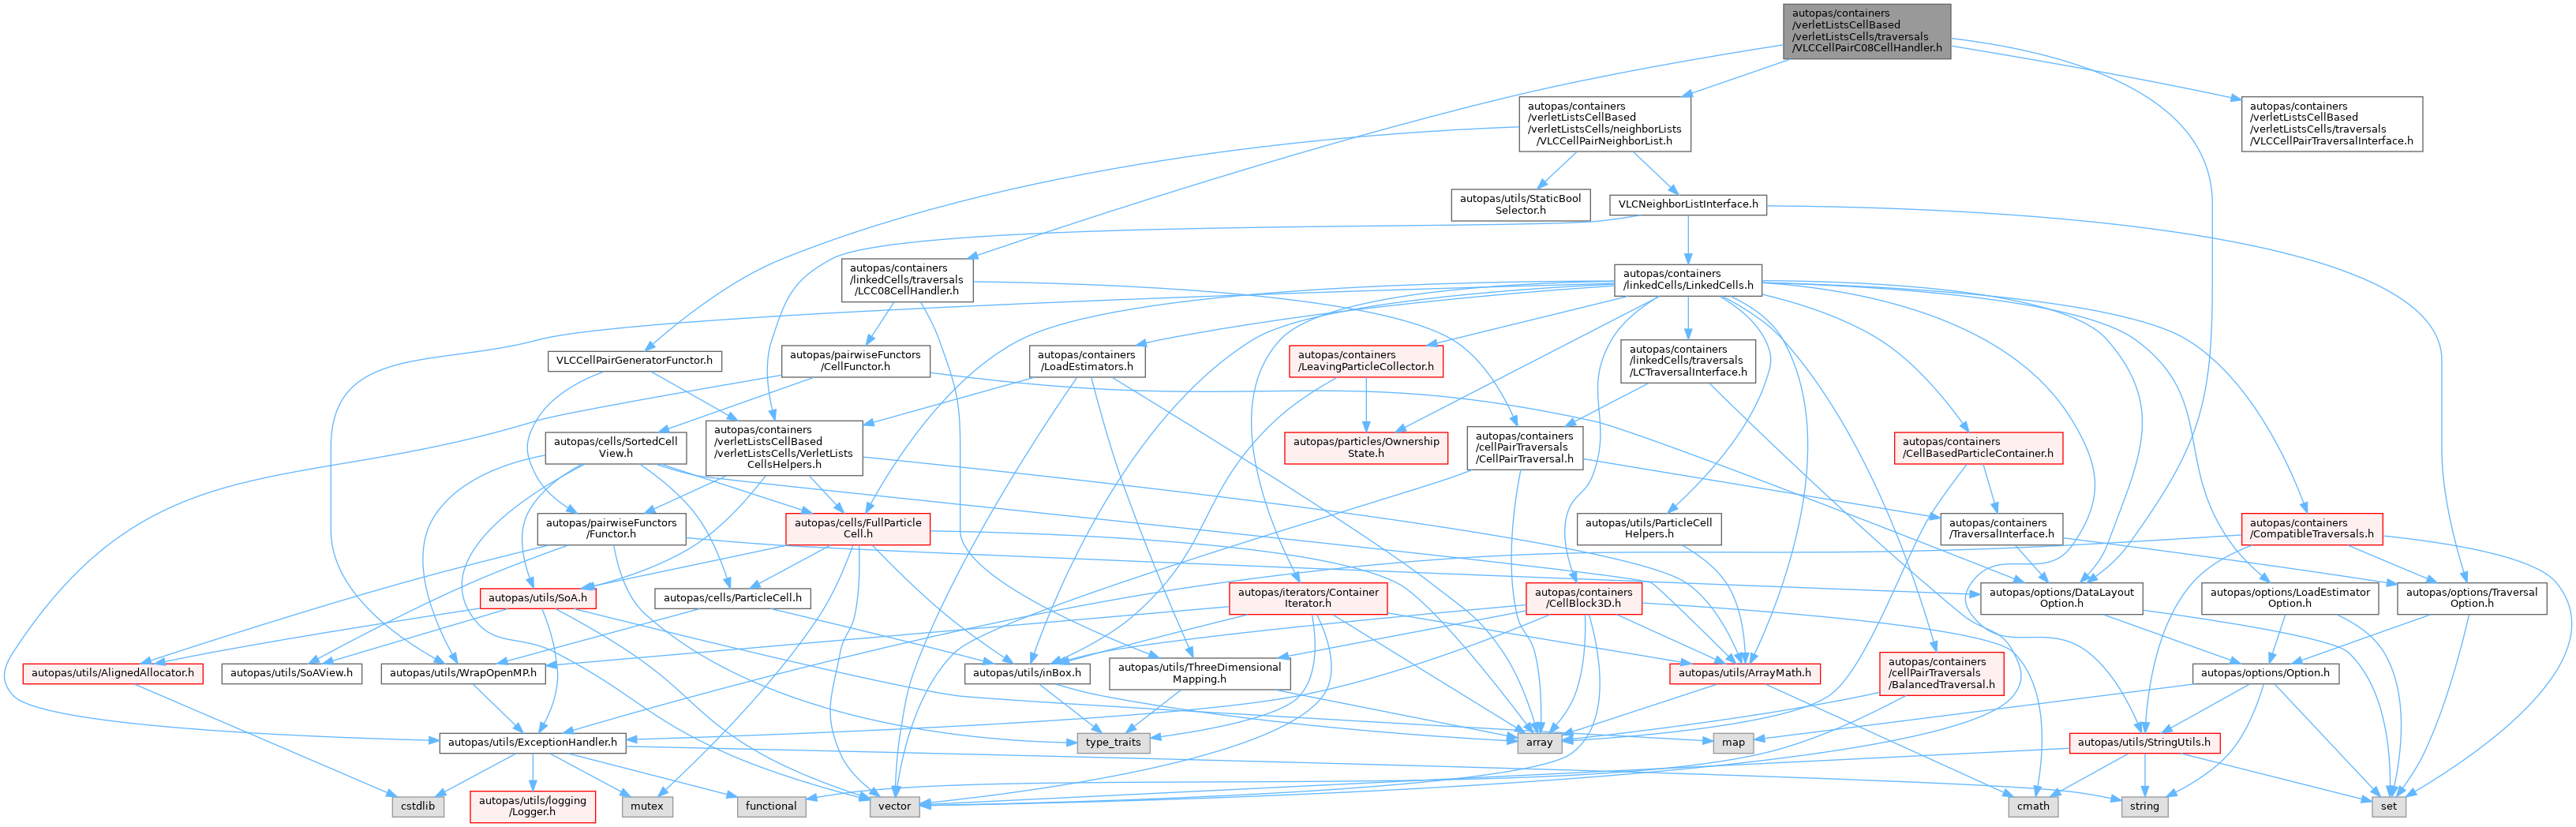 autopas/containers
/verletListsCellBased
/verletListsCells/traversals
/VLCCellPairC08CellHandler.h
autopas/containers
/verletListsCellBased
/verletListsCells/neighborLists
/VLCCellPairNeighborList.h
autopas/containers
/verletListsCellBased
/verletListsCells/traversals
/VLCCellPairTraversalInterface.h
autopas/utils/StaticBool
Selector.h
VLCNeighborListInterface.h
autopas/containers
/linkedCells/traversals
/LCC08CellHandler.h
autopas/containers
/linkedCells/LinkedCells.h
VLCCellPairGeneratorFunctor.h
autopas/pairwiseFunctors
/CellFunctor.h
autopas/containers
/LoadEstimators.h
autopas/containers
/LeavingParticleCollector.h
autopas/containers
/linkedCells/traversals
/LCTraversalInterface.h
autopas/cells/SortedCell
View.h
autopas/containers
/verletListsCellBased
/verletListsCells/VerletLists
CellsHelpers.h
autopas/particles/Ownership
State.h
autopas/containers
/cellPairTraversals
/CellPairTraversal.h
autopas/containers
/CellBasedParticleContainer.h
autopas/pairwiseFunctors
/Functor.h
autopas/cells/FullParticle
Cell.h
autopas/utils/ParticleCell
Helpers.h
autopas/containers
/TraversalInterface.h
autopas/containers
/CompatibleTraversals.h
autopas/utils/SoA.h
autopas/cells/ParticleCell.h
autopas/iterators/Container
Iterator.h
autopas/containers
/CellBlock3D.h
autopas/options/DataLayout
Option.h
autopas/options/LoadEstimator
Option.h
autopas/options/Traversal
Option.h
autopas/utils/AlignedAllocator.h
autopas/utils/SoAView.h
autopas/utils/WrapOpenMP.h
autopas/utils/inBox.h
autopas/utils/ThreeDimensional
Mapping.h
autopas/utils/ArrayMath.h
autopas/containers
/cellPairTraversals
/BalancedTraversal.h
autopas/options/Option.h
autopas/utils/ExceptionHandler.h
type_traits
array
map
autopas/utils/StringUtils.h
cstdlib
autopas/utils/logging
/Logger.h
mutex
functional
vector
cmath
string
set